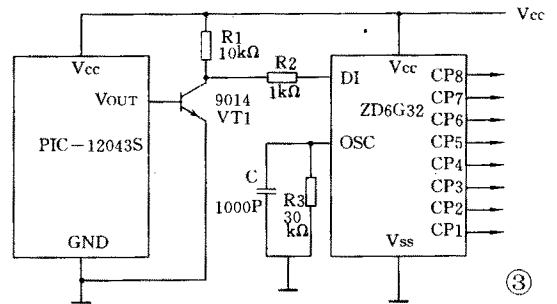 Vcc
R1
10kΩ
R2
1kΩ
Vcc
VOUT
PIC-12043S
GND
9014
VT1
Vcc
DI
ZD6G32
OSC
Vss
CP8
CP7
CP6
CP5
CP4
CP3
CP2
CP1
C
1000P
R3
30
kΩ
③